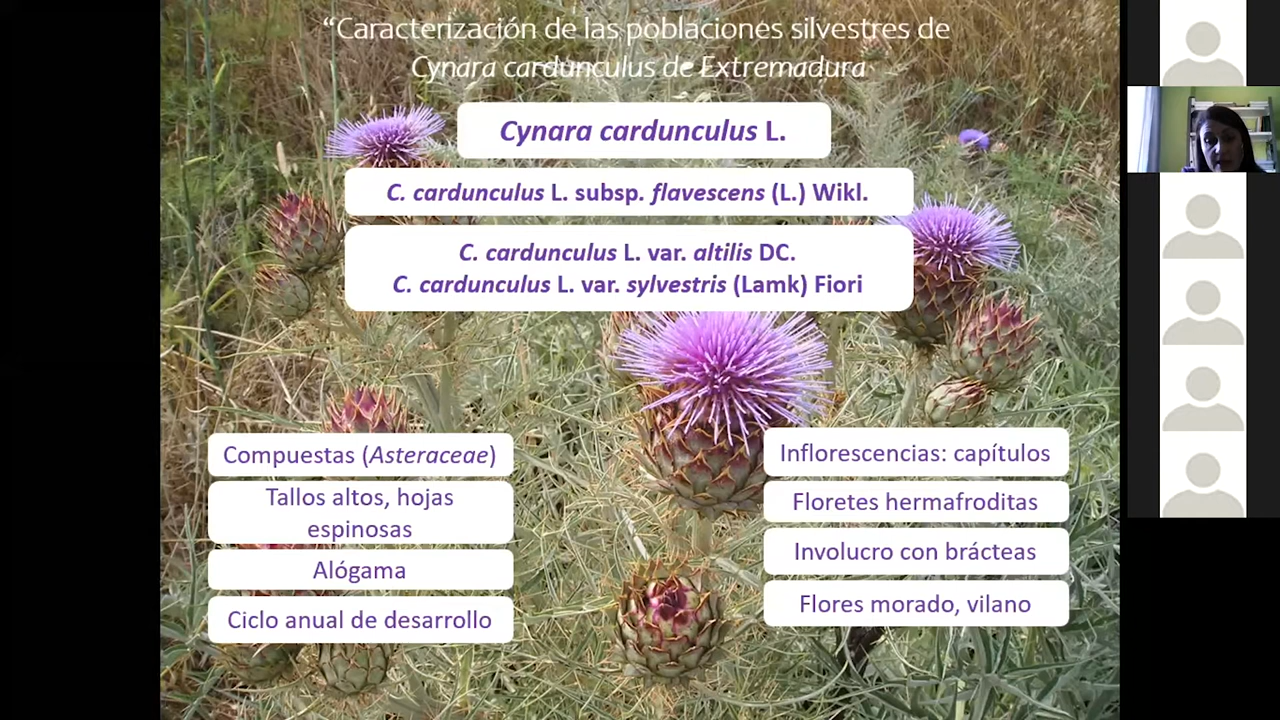 “Caracterización de las poblaciones silvestres de
Cynara cardunculus de Extremadura
Cynara cardunculus L.
C. cardunculus L. subsp. flavescens (L.) Wikl.
C. cardunculus L. var. altilis DC.
C. cardunculus L. var. sylvestris (Lamk) Fiori
Compuestas (Asteraceae)
Tallos altos, hojas
espinosas
Alógama
Ciclo anual de desarrollo
Inflorescencias: capítulos
Floretes hermafroditas
Involucro con brácteas
Flores morado, vilano